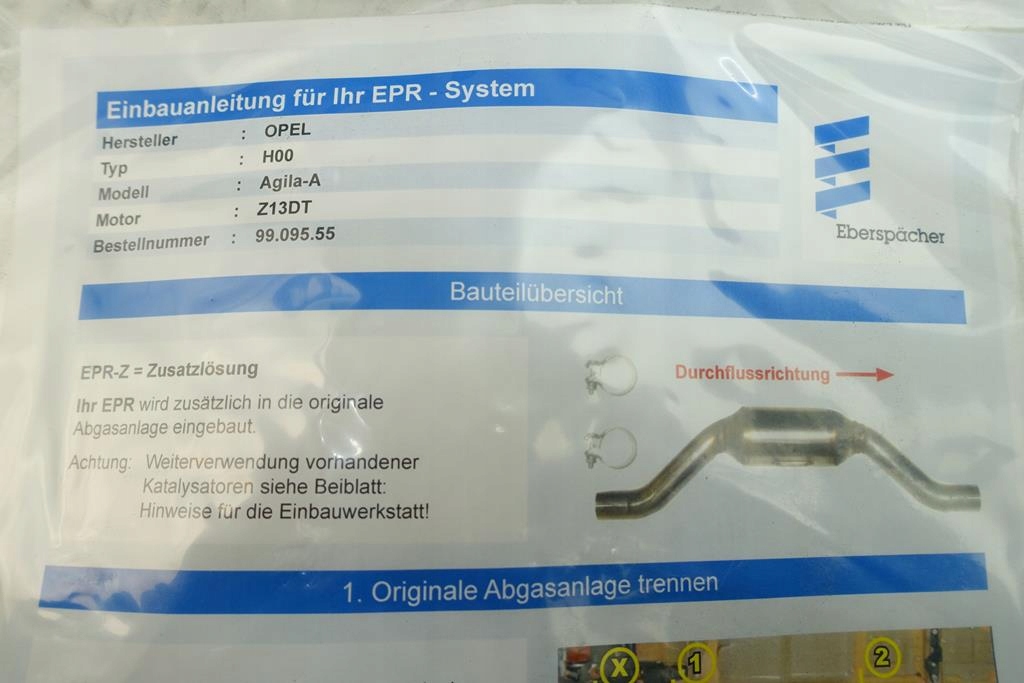 Einbauanleitung für Ihr EPR - System
Hersteller : OPEL
Typ : H00
Modell : Agila-A
Motor : Z13DT
Bestellnummer : 99.095.55
Eberspächer
Bauteilübersicht
EPR-Z = Zusatzlösung
Ihr EPR wird zusätzlich in die originale
Abgasanlage eingebaut.
Achtung: Weiterverwendung vorhandener
Katalysatoren siehe Beiblatt:
Hinweise für die Einbauwerkstatt!
Durchflussrichtung
1. Originale Abgasanlage trennen
X 1 2